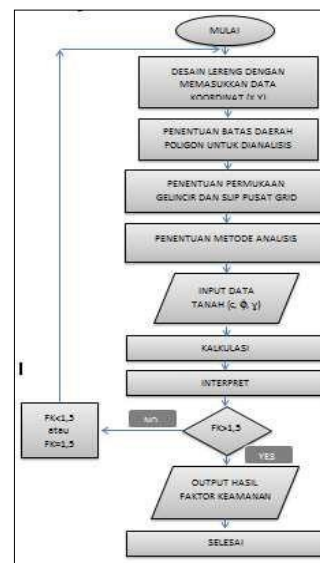 MULAI
DESAIN LERENG DENGAN
MEMASUKKAN DATA
KOORDINAT (X,Y)
PENENTUAN BATAS DAERAH
POLIGON UNTUK DIANALISIS
PENENTUAN PERMUKAAN
GELINCIR DAN SLIP PUSAT GRID
PENENTUAN METODE ANALISIS
INPUT DATA
TANAH (c, ϕ, γ)
KALKULASI
INTERPRET
FK>1,5
NO
FK<1,5
atau
FK=1,5
YES
OUTPUT HASIL
FAKTOR KEAMANAN
SELESAI